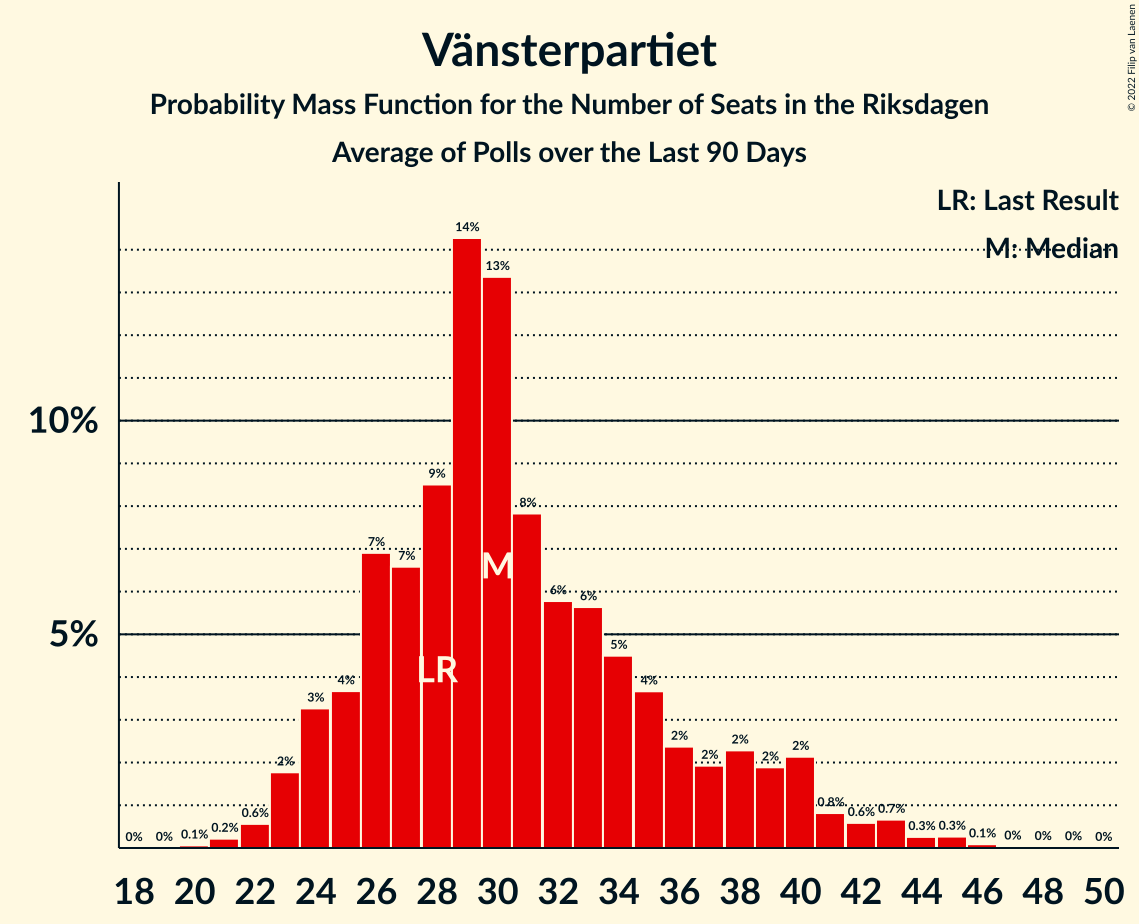 Vänsterpartiet
Probability Mass Function for the Number of Seats in the Riksdagen
Average of Polls over the Last 90 Days
© 2022 Filip van Laenen
LR: Last Result
M: Median
10%
5%
0% 0% 0.1% 0.2% 0.6% 2% 3% 4% 7% 7% 9% 14% 13% 8% 6% 6% 5% 4% 2% 2% 2% 2% 2% 0.8% 0.6% 0.7% 0.3% 0.3% 0.1% 0% 0% 0% 0%
M
LR
18 20 22 24 26 28 30 32 34 36 38 40 42 44 46 48 50